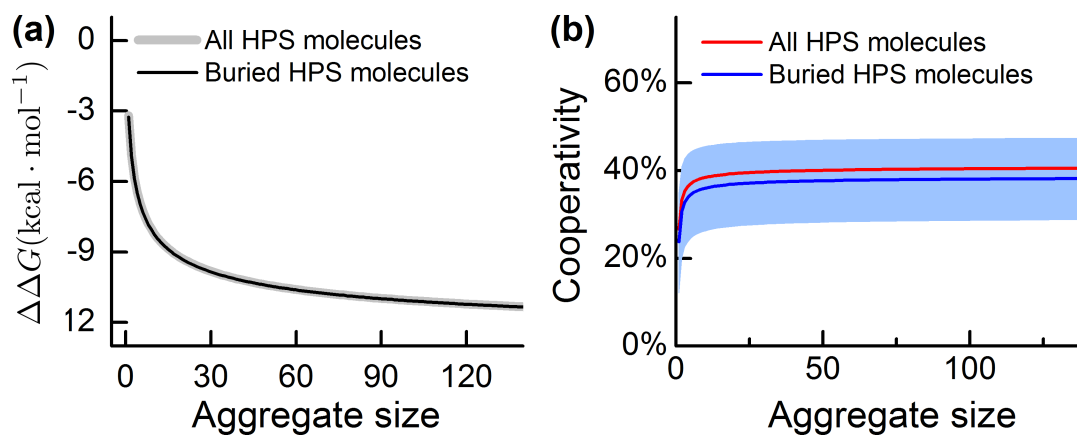 (a)
All HPS molecules
Buried HPS molecules
ΔΔG(kcal · mol⁻¹)
0
-3
-6
-9
12
0 30 60 90 120
Aggregate size
(b)
All HPS molecules
Buried HPS molecules
Cooperativity
60%
40%
20%
0%
0 50 100
Aggregate size